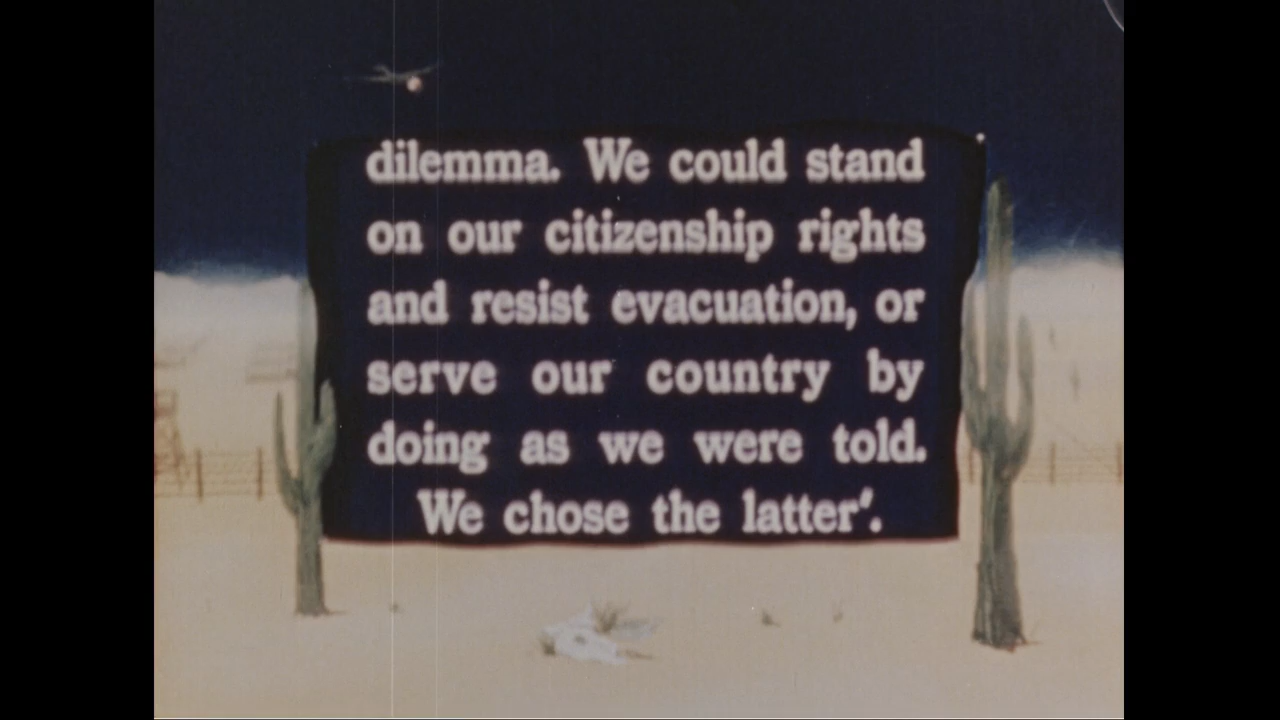 dilemma. We could stand
on our citizenship rights
and resist evacuation, or
serve our country by
doing as we were told.
We chose the latter'.